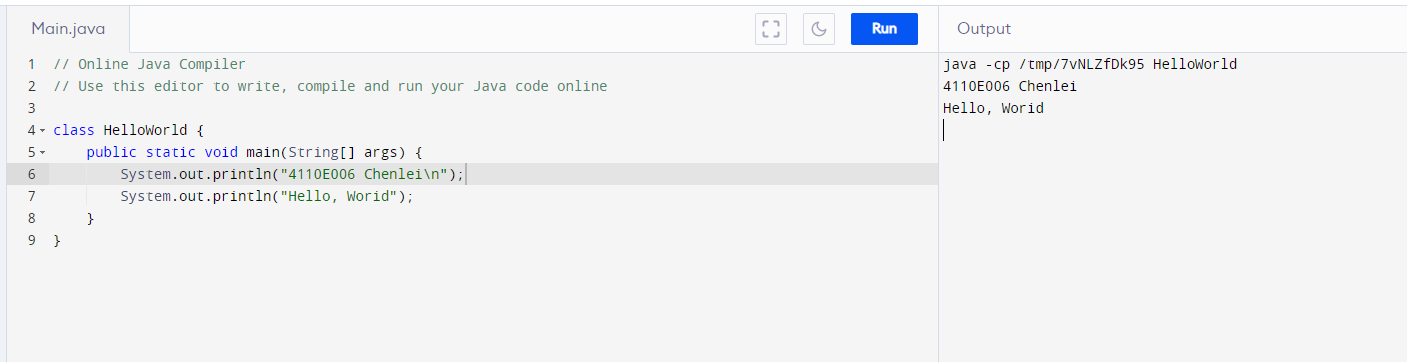 Main.java
Run
Output
1 // Online Java Compiler
2 // Use this editor to write, compile and run your Java code online
3
4 class HelloWorld {
5     public static void main(String[] args) {
6         System.out.println("4110E006 Chenlei\n");
7         System.out.println("Hello, Worid");
8     }
9 }
java -cp /tmp/7vNLZfDk95 HelloWorld
4110E006 Chenlei
Hello, Worid